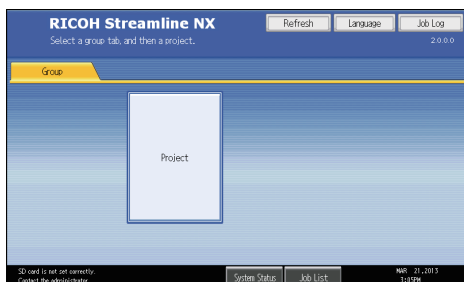 RICOH Streamline NX
Refresh
Language
Job Log
Select a group tab, and then a project.
2.0.0.0
Group
Project
SD card is not set correctly.
Contact the administrator.
System Status
Job List
MAR 21,2013
1:05PM